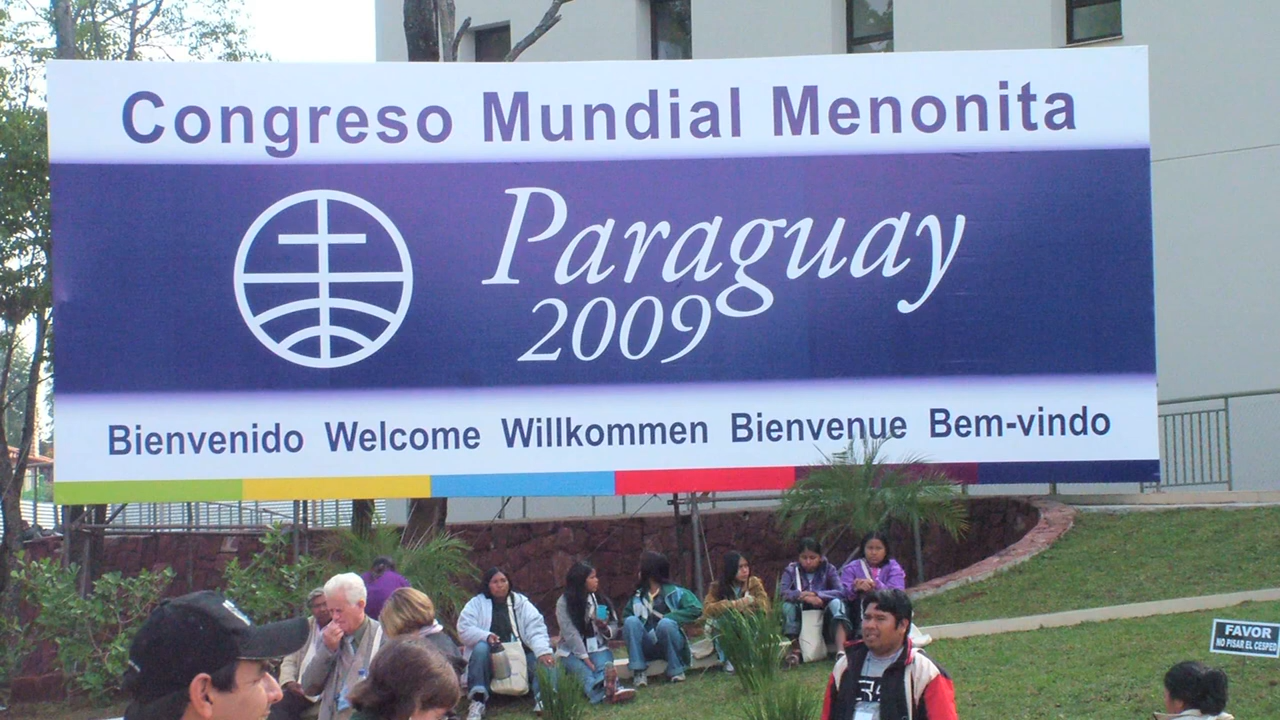 Congreso Mundial Menonita
Paraguay
2009
Bienvenido Welcome Willkommen Bienvenue Bem-vindo
FAVOR
NO PISAR EL CESPED